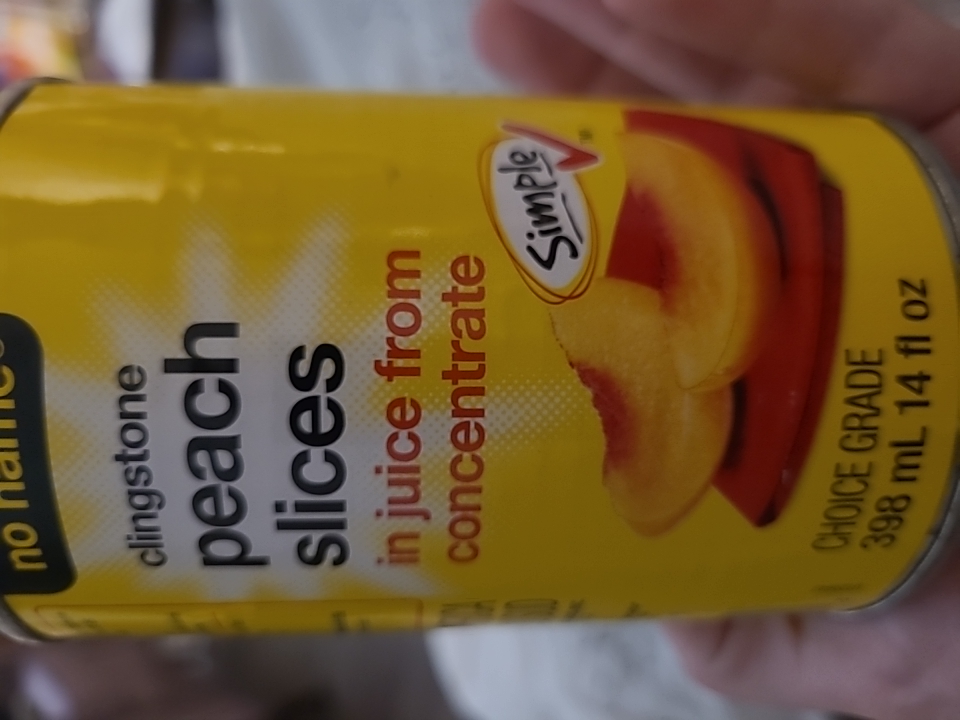 no name
clingstone
peach
slices
in juice from
concentrate
Simple
CHOICE GRADE
398 mL 14 fl oz